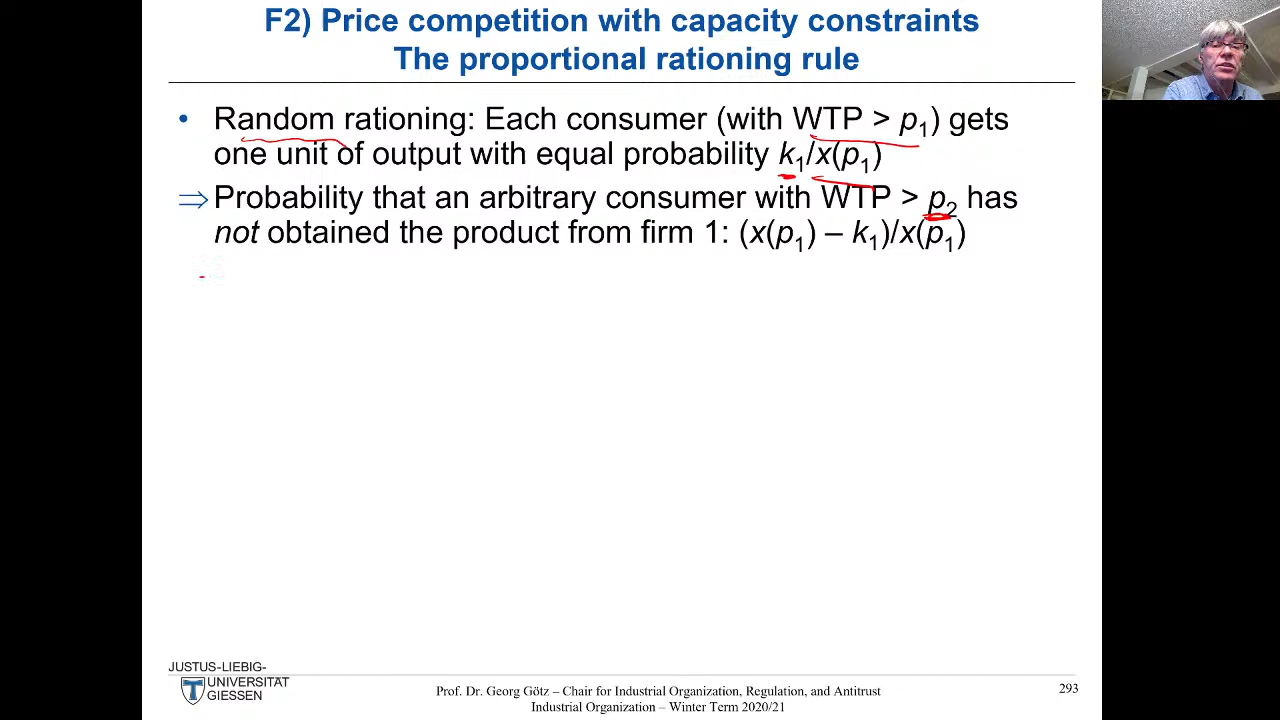 F2) Price competition with capacity constraints
The proportional rationing rule
• Random rationing: Each consumer (with WTP > p₁) gets
one unit of output with equal probability k₁/x(p₁)
⇒ Probability that an arbitrary consumer with WTP > p₂ has
not obtained the product from firm 1: (x(p₁) – k₁)/x(p₁)
JUSTUS-LIEBIG-
UNIVERSITÄT
GIESSEN
Prof. Dr. Georg Götz – Chair for Industrial Organization, Regulation, and Antitrust
Industrial Organization – Winter Term 2020/21
293